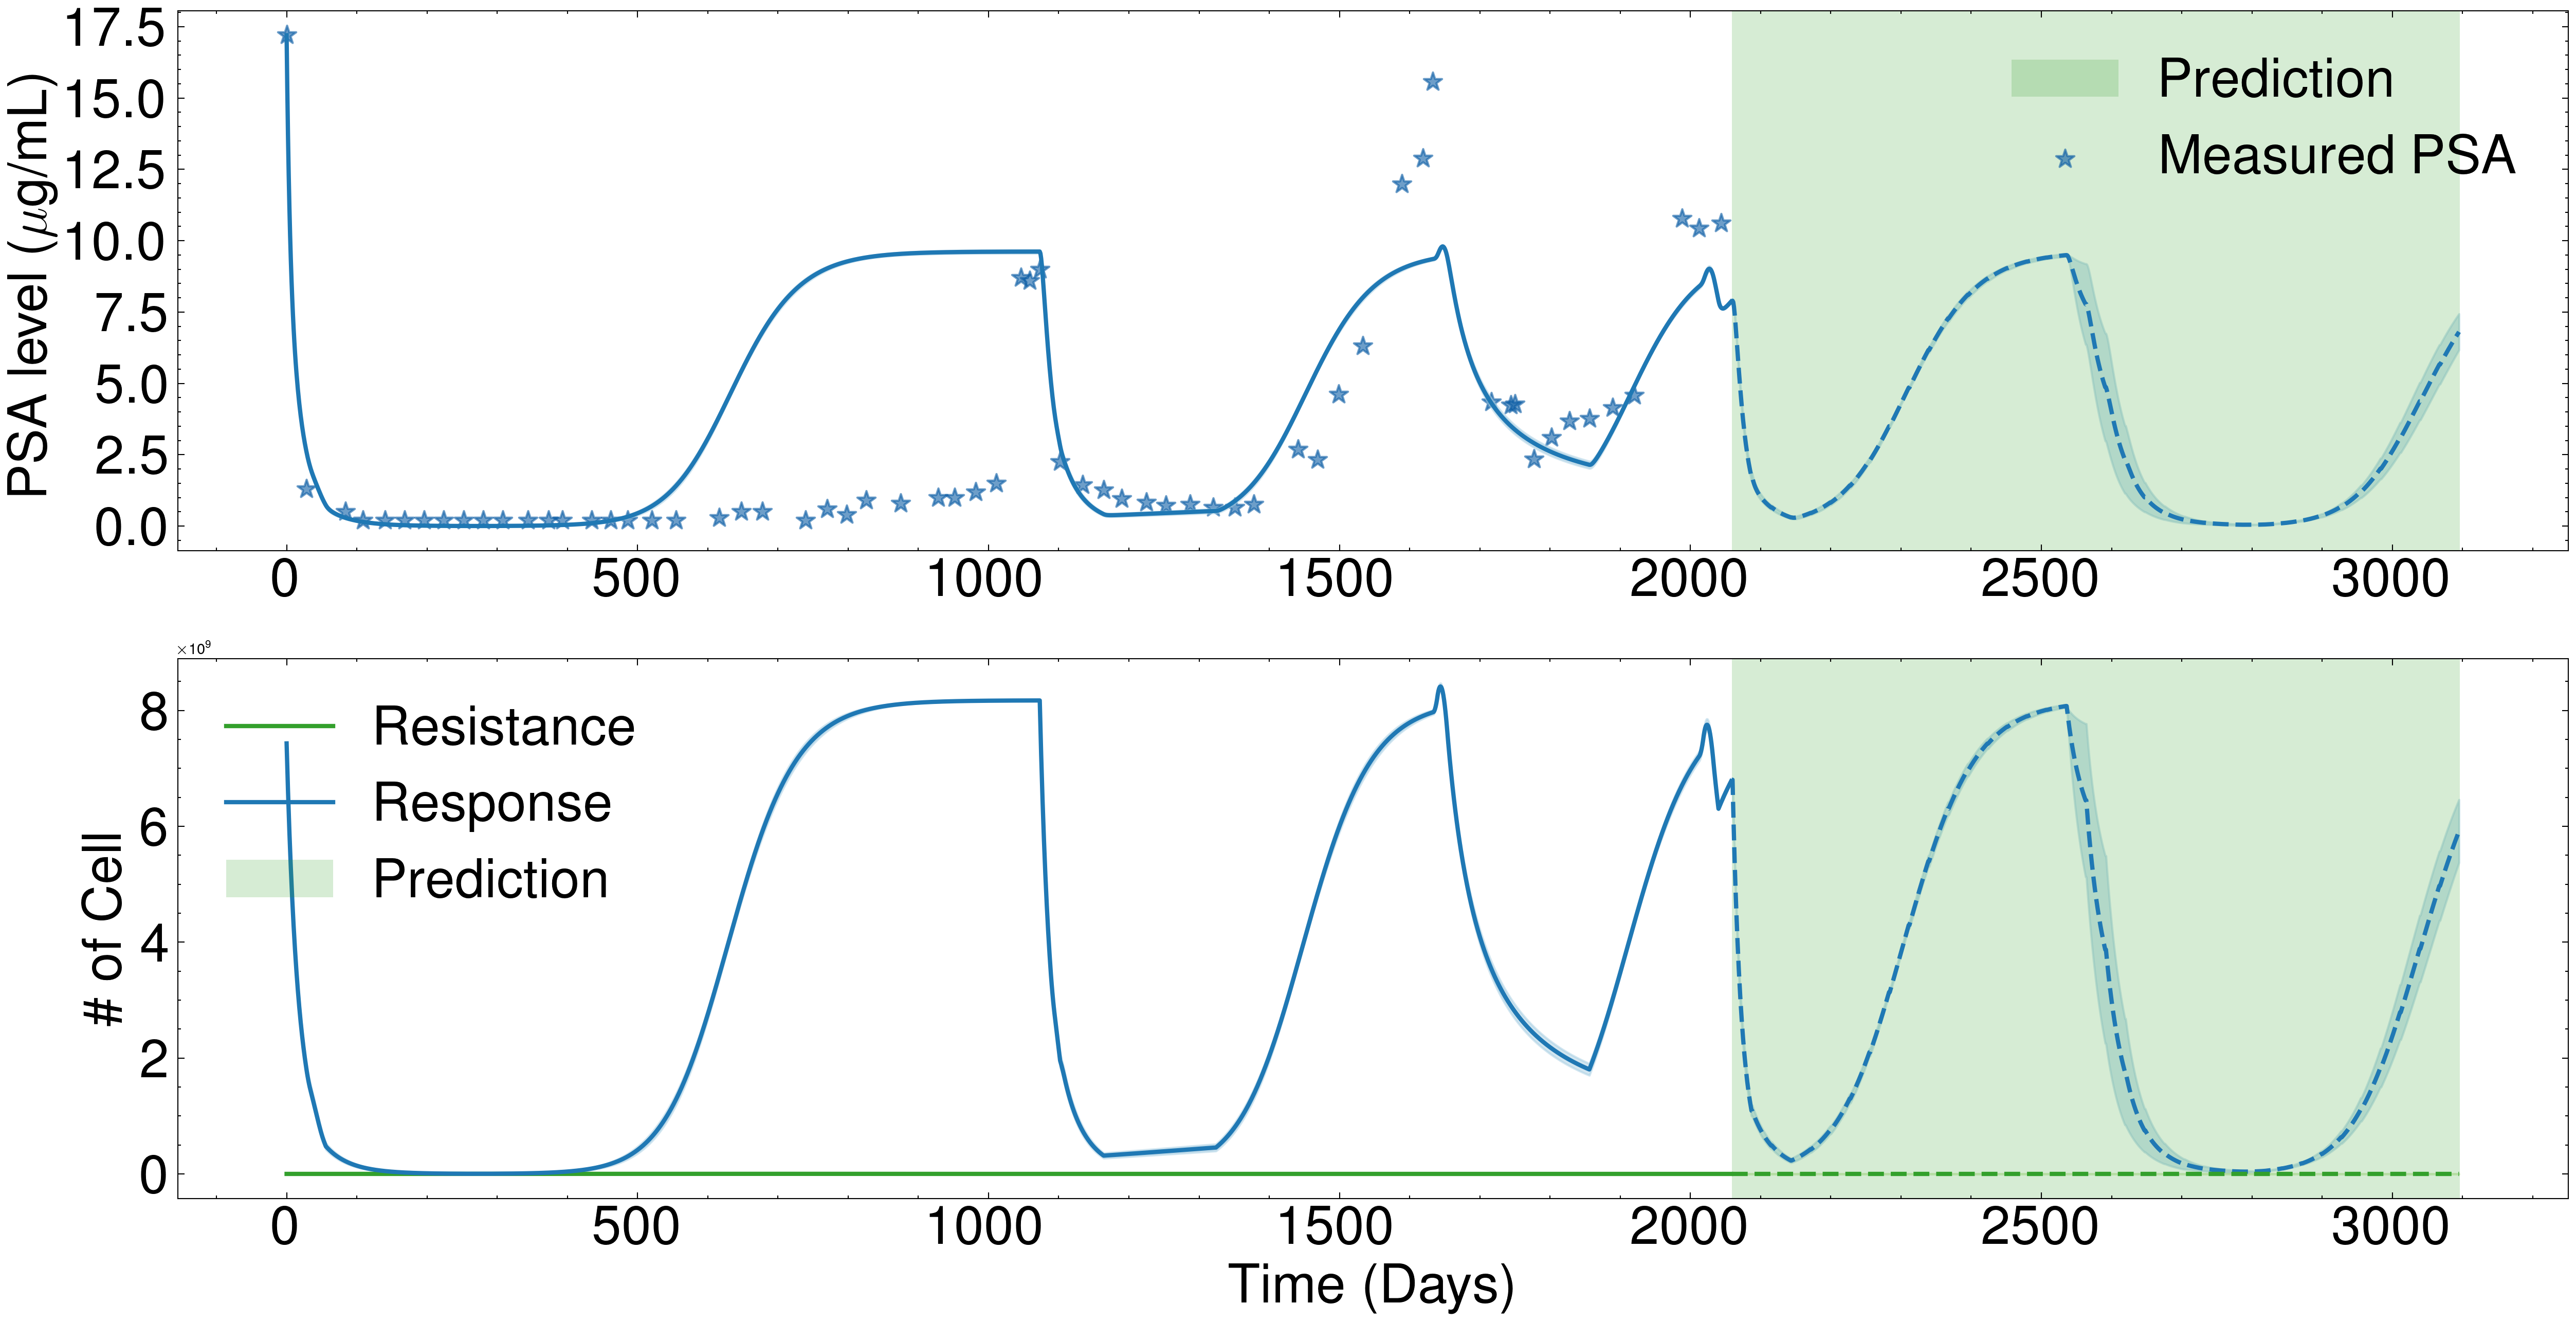 PSA level (μg/mL)
17.5
15.0
12.5
10.0
7.5
5.0
2.5
0.0
Prediction
Measured PSA
0 500 1000 1500 2000 2500 3000
×10⁹
# of Cell
8
6
4
2
0
Resistance
Response
Prediction
0 500 1000 1500 2000 2500 3000
Time (Days)